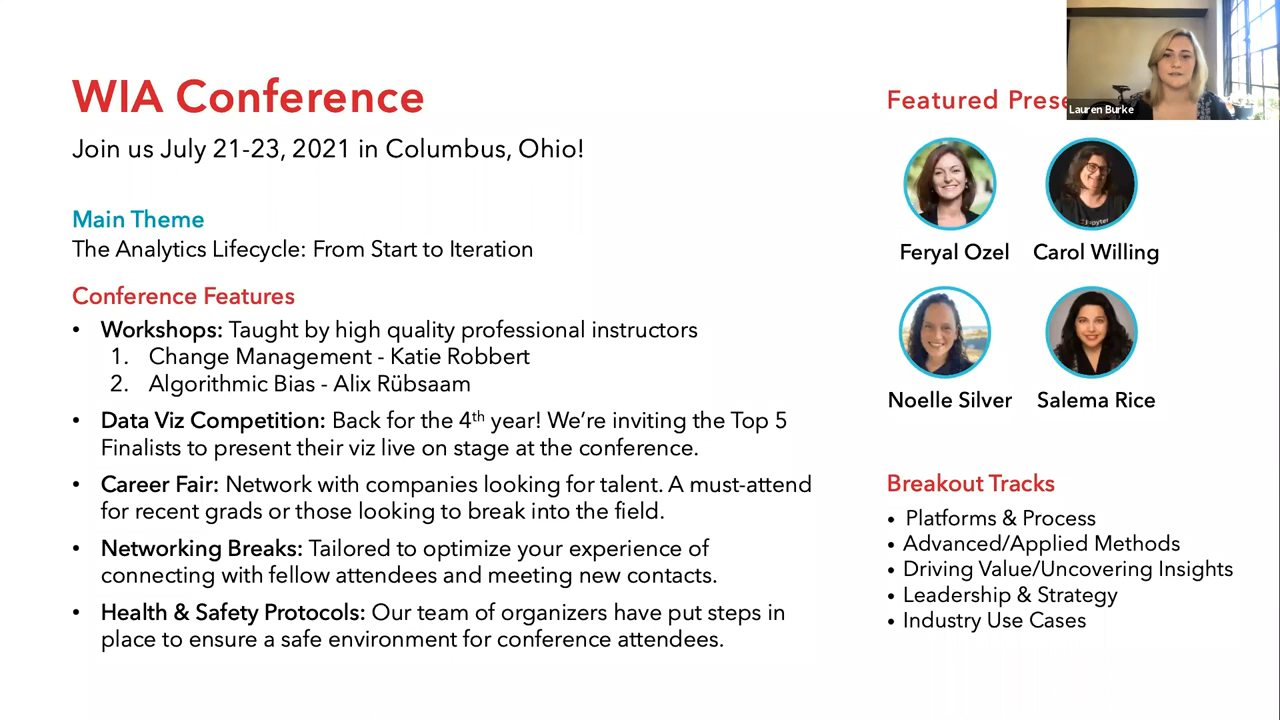 WIA Conference
Join us July 21-23, 2021 in Columbus, Ohio!
Main Theme
The Analytics Lifecycle: From Start to Iteration
Conference Features
• Workshops: Taught by high quality professional instructors
1. Change Management - Katie Robbert
2. Algorithmic Bias - Alix Rübsaam
• Data Viz Competition: Back for the 4th year! We're inviting the Top 5
Finalists to present their viz live on stage at the conference.
• Career Fair: Network with companies looking for talent. A must-attend
for recent grads or those looking to break into the field.
• Networking Breaks: Tailored to optimize your experience of
connecting with fellow attendees and meeting new contacts.
• Health & Safety Protocols: Our team of organizers have put steps in
place to ensure a safe environment for conference attendees.
Featured
Lauren Burke
Feryal Ozel Carol Willing
Noelle Silver Salema Rice
Breakout Tracks
• Platforms & Process
• Advanced/Applied Methods
• Driving Value/Uncovering Insights
• Leadership & Strategy
• Industry Use Cases